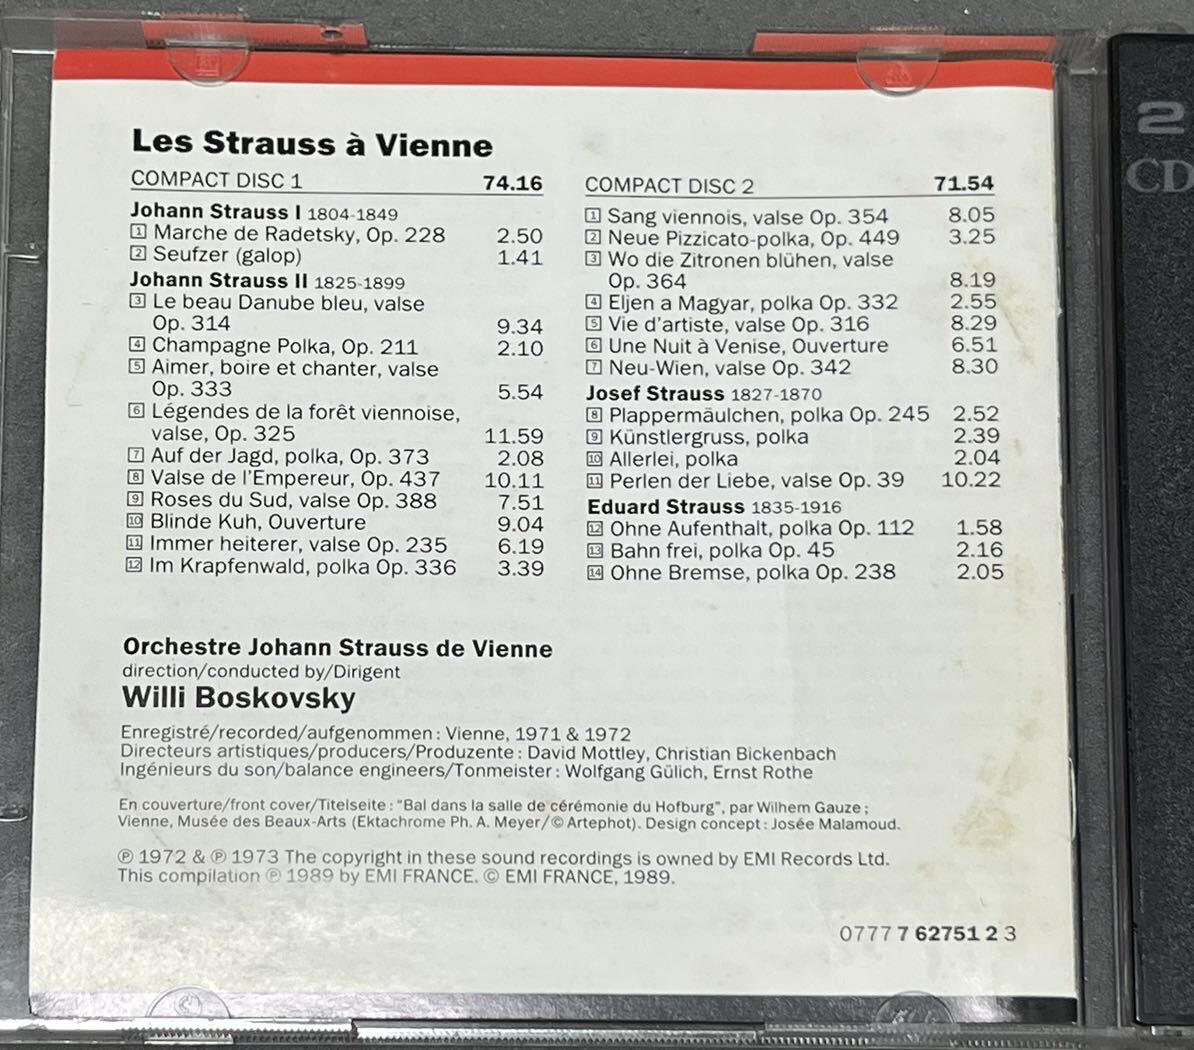 Les Strauss à Vienne
COMPACT DISC 1 74.16
Johann Strauss I 1804-1849
1 Marche de Radetsky, Op. 228 2.50
2 Seufzer (galop) 1.41
Johann Strauss II 1825-1899
3 Le beau Danube bleu, valse
Op. 314 9.34
4 Champagne Polka, Op. 211 2.10
5 Aimer, boire et chanter, valse
Op. 333 5.54
6 Légendes de la forêt viennoise,
valse, Op. 325 11.59
7 Auf der Jagd, polka, Op. 373 2.08
8 Valse de l'Empereur, Op. 437 10.11
9 Roses du Sud, valse Op. 388 7.51
10 Blinde Kuh, Ouverture 9.04
11 Immer heiterer, valse Op. 235 6.19
12 Im Krapfenwald, polka Op. 336 3.39
COMPACT DISC 2 71.54
1 Sang viennois, valse Op. 354 8.05
2 Neue Pizzicato-polka, Op. 449 3.25
3 Wo die Zitronen blühen, valse
Op. 364 8.19
4 Eljen a Magyar, polka Op. 332 2.55
5 Vie d'artiste, valse Op. 316 8.29
6 Une Nuit à Venise, Ouverture 6.51
7 Neu-Wien, valse Op. 342 8.30
Josef Strauss 1827-1870
8 Plappermäulchen, polka Op. 245 2.52
9 Künstlergruss, polka 2.39
10 Allerlei, polka 2.04
11 Perlen der Liebe, valse Op. 39 10.22
Eduard Strauss 1835-1916
12 Ohne Aufenthalt, polka Op. 112 1.58
13 Bahn frei, polka Op. 45 2.16
14 Ohne Bremse, polka Op. 238 2.05
Orchestre Johann Strauss de Vienne
direction/conducted by/Dirigent
Willi Boskovsky
Enregistré/recorded/aufgenommen : Vienne, 1971 & 1972
Directeurs artistiques/producers/Produzente : David Mottley, Christian Bickenbach
Ingénieurs du son/balance engineers/Tonmeister : Wolfgang Gülich, Ernst Rothe
En couverture/front cover/Titelseite : "Bal dans la salle de cérémonie du Hofburg", par Wilhem Gauze ;
Vienne, Musée des Beaux-Arts (Ektachrome Ph. A. Meyer/© Artephot). Design concept : Josée Malamoud.
℗ 1972 & ℗ 1973 The copyright in these sound recordings is owned by EMI Records Ltd.
This compilation ℗ 1989 by EMI FRANCE. © EMI FRANCE, 1989.
0777 7 62751 2 3
2
CD